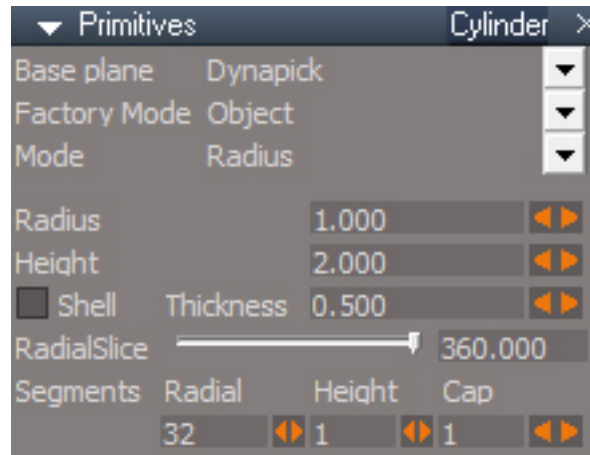 Primitives Cylinder
Base plane Dynapick
Factory Mode Object
Mode Radius
Radius 1.000
Height 2.000
Shell Thickness 0.500
RadialSlice 360.000
Segments Radial Height Cap
32 1 1